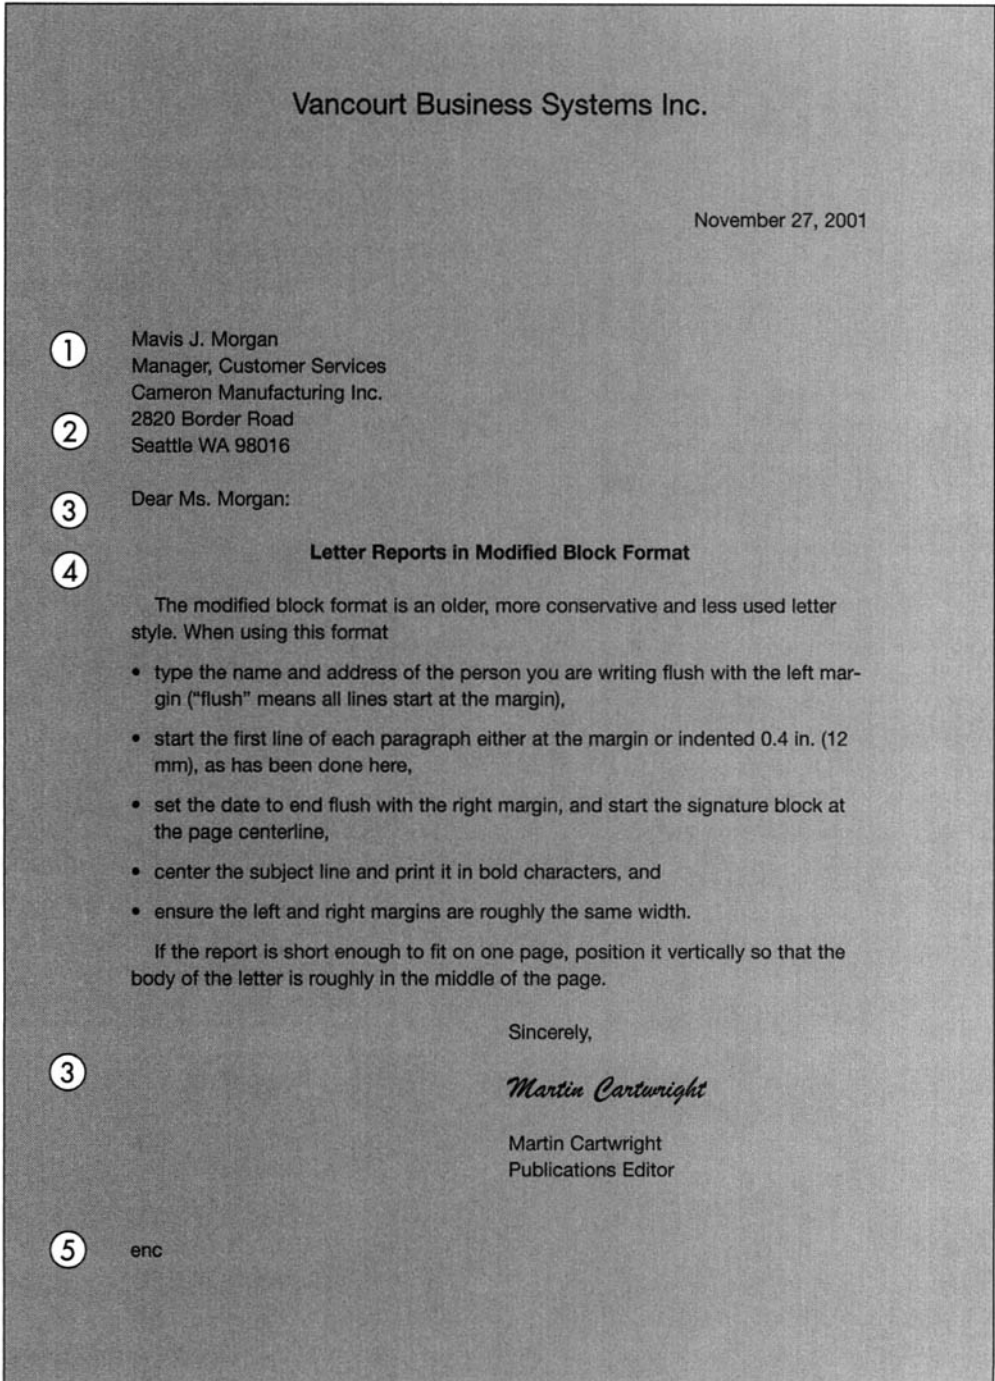 Vancourt Business Systems Inc.
November 27, 2001
1
Mavis J. Morgan
Manager, Customer Services
Cameron Manufacturing Inc.
2
2820 Border Road
Seattle WA 98016
3
Dear Ms. Morgan:
4
Letter Reports in Modified Block Format
The modified block format is an older, more conservative and less used letter
style. When using this format
• type the name and address of the person you are writing flush with the left mar-
gin (“flush” means all lines start at the margin),
• start the first line of each paragraph either at the margin or indented 0.4 in. (12
mm), as has been done here,
• set the date to end flush with the right margin, and start the signature block at
the page centerline,
• center the subject line and print it in bold characters, and
• ensure the left and right margins are roughly the same width.
If the report is short enough to fit on one page, position it vertically so that the
body of the letter is roughly in the middle of the page.
Sincerely,
3
Martin Cartwright
Martin Cartwright
Publications Editor
5
enc